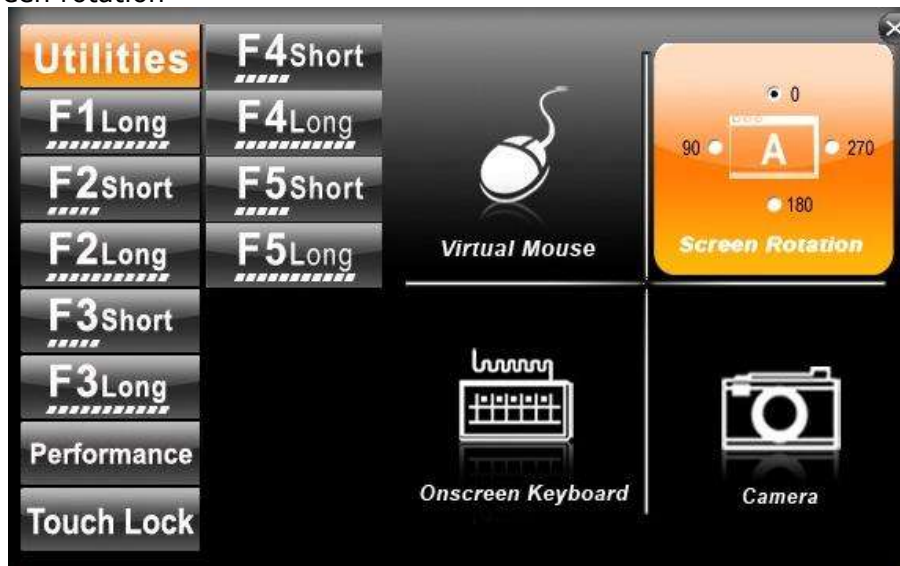 Utilities
F1Long
F2Short
F2Long
F3Short
F3Long
Performance
Touch Lock
F4Short
F4Long
F5Short
F5Long
Virtual Mouse
0
90
A
270
180
Screen Rotation
Onscreen Keyboard
Camera